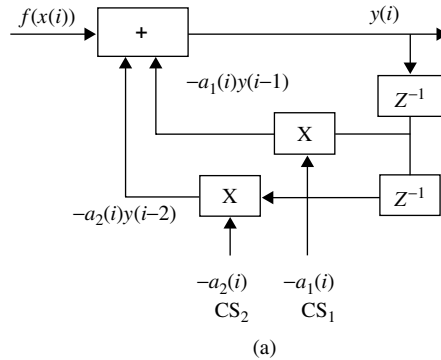 f(x(i))
+
y(i)
−a₁(i)y(i−1)
Z⁻¹
X
X
Z⁻¹
−a₂(i)y(i−2)
−a₂(i)
−a₁(i)
CS₂
CS₁
(a)